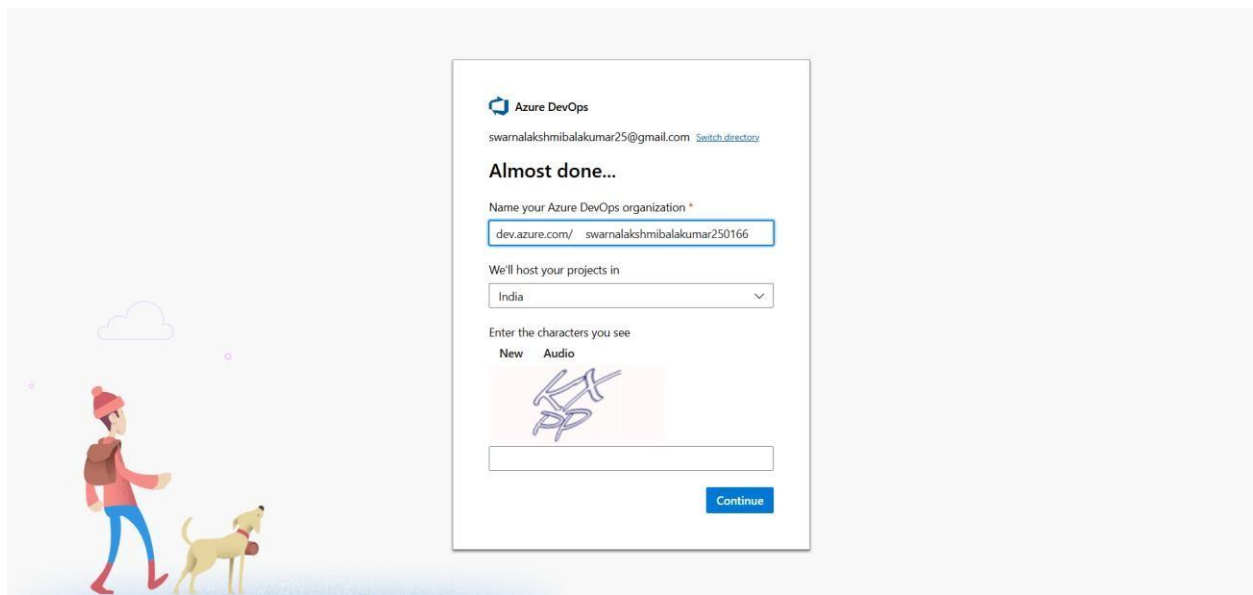 Azure DevOps
swarnalakshmibalakumar25@gmail.com Switch directory
Almost done...
Name your Azure DevOps organization *
dev.azure.com/ swarnalakshmibalakumar250166
We'll host your projects in
India
Enter the characters you see
New Audio
Continue